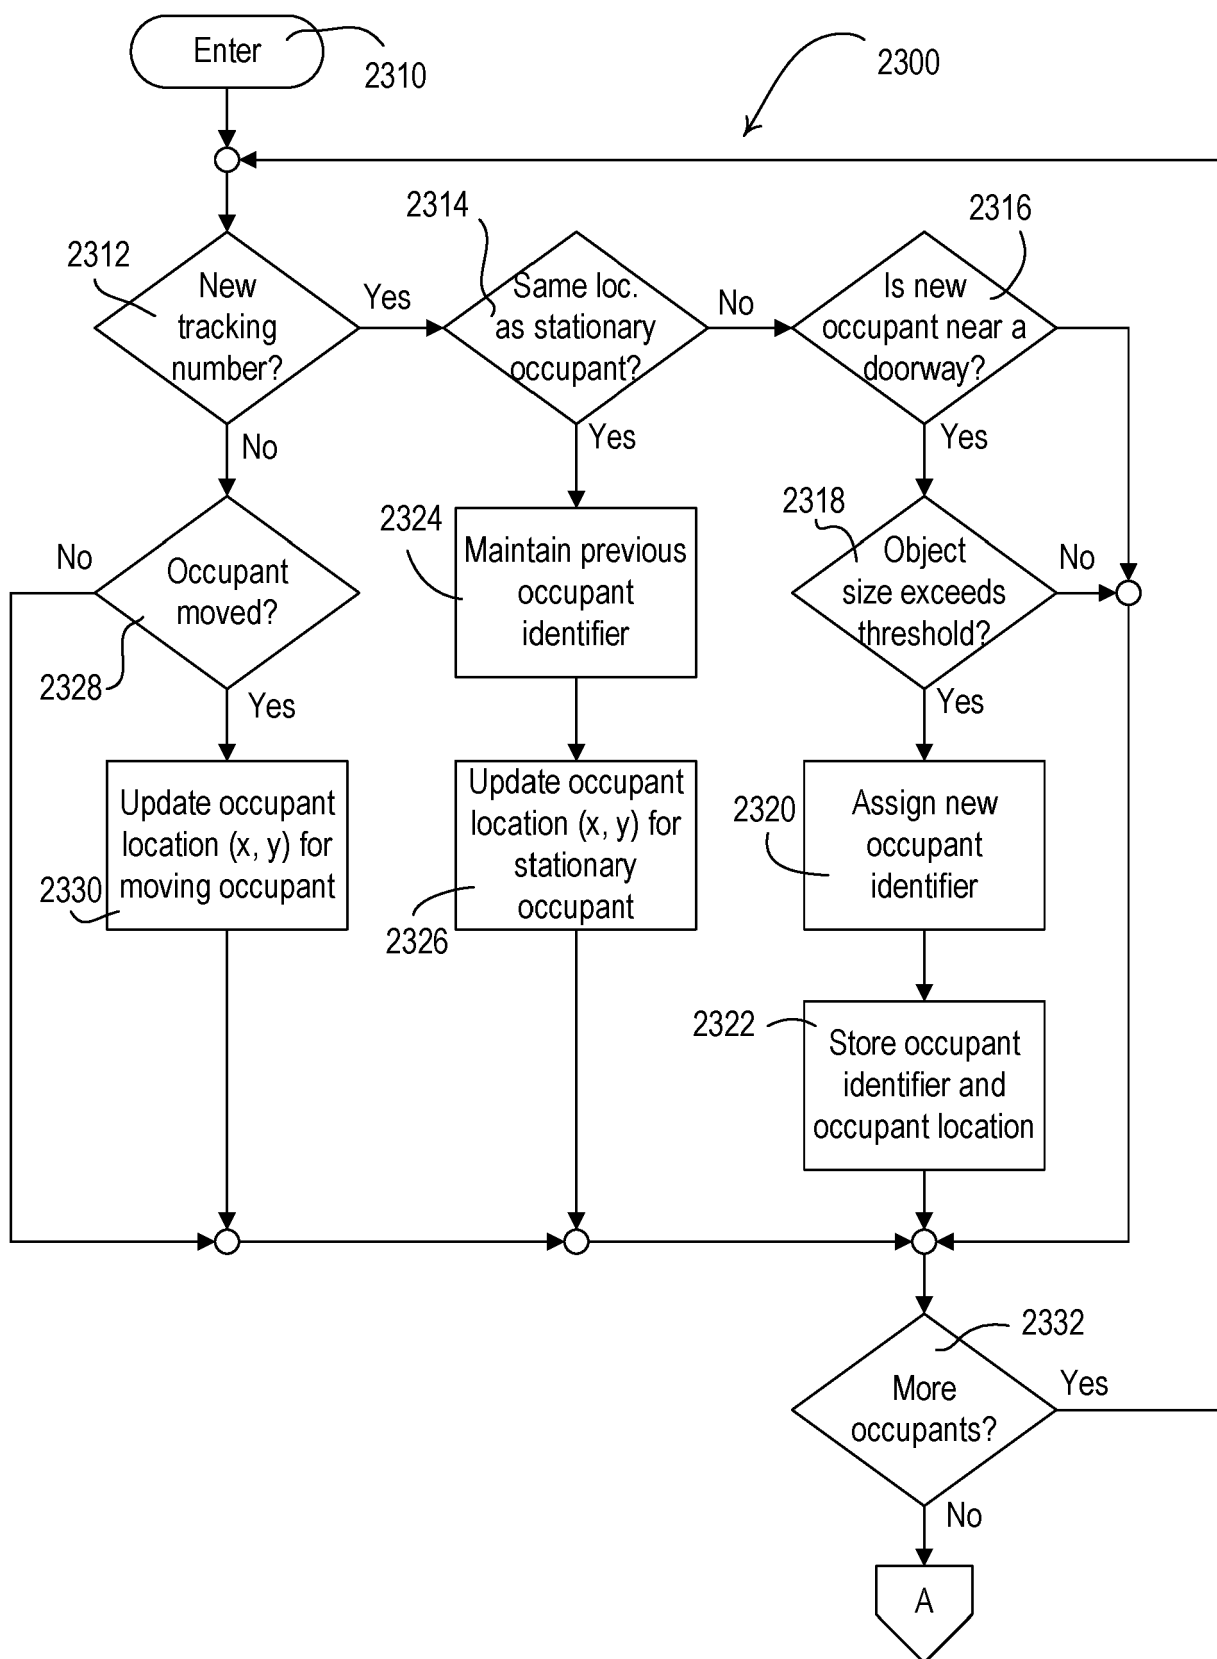 Enter
2310
2300
2312
New
tracking
number?
Yes
2314
Same loc.
as stationary
occupant?
No
2316
Is new
occupant near a
doorway?
No
Yes
Yes
No
Occupant
moved?
2328
Yes
2324
Maintain previous
occupant
identifier
2318
Object
size exceeds
threshold?
No
Yes
Update occupant
location (x, y) for
moving occupant
2330
Update occupant
location (x, y) for
stationary
occupant
2326
2320
Assign new
occupant
identifier
2322
Store occupant
identifier and
occupant location
2332
More
occupants?
Yes
No
A